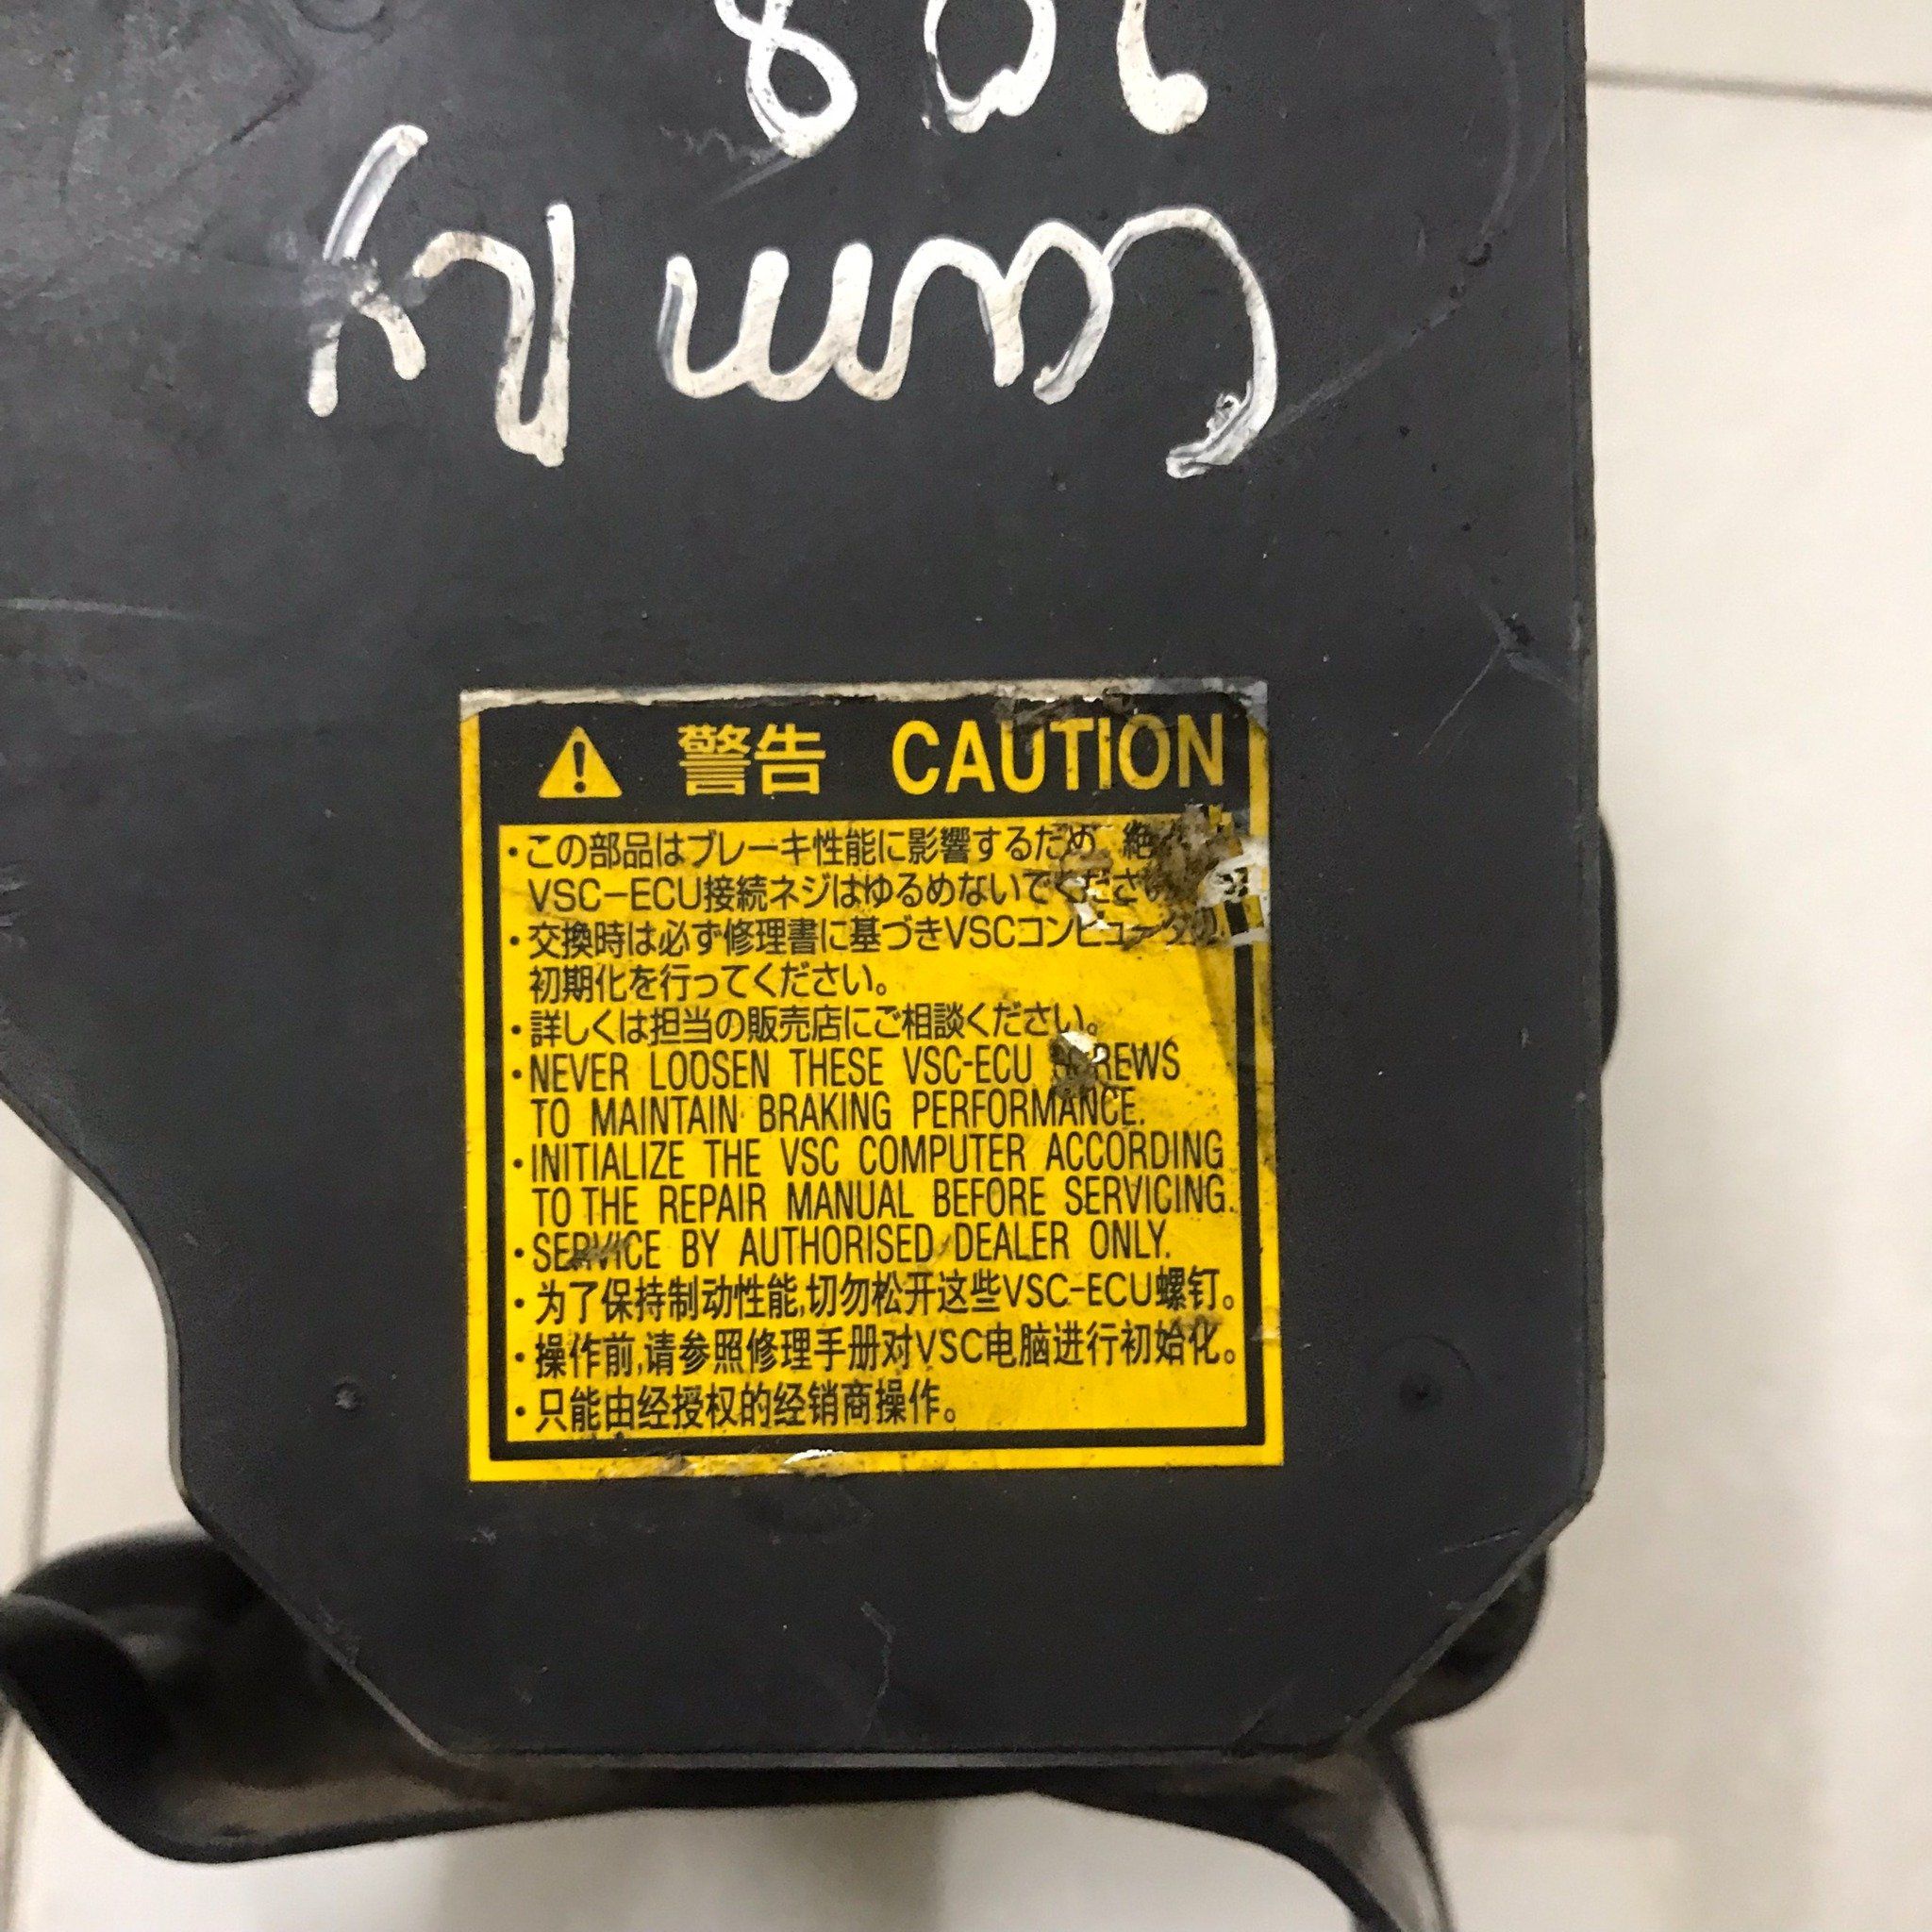 Camry
警告 CAUTION
・この部品はブレーキ性能に影響するため 絶
VSC-ECU接続ネジはゆるめないでくださ
・交換時は必ず修理書に基づきVSCコンピュータの
初期化を行ってください。
・詳しくは担当の販売店にご相談ください。
・NEVER LOOSEN THESE VSC-ECU SCREWS
TO MAINTAIN BRAKING PERFORMANCE.
・INITIALIZE THE VSC COMPUTER ACCORDING
TO THE REPAIR MANUAL BEFORE SERVICING.
・SERVICE BY AUTHORISED DEALER ONLY.
・为了保持制动性能,切勿松开这些VSC-ECU螺钉。
・操作前,请参照修理手册对VSC电脑进行初始化。
・只能由经授权的经销商操作。